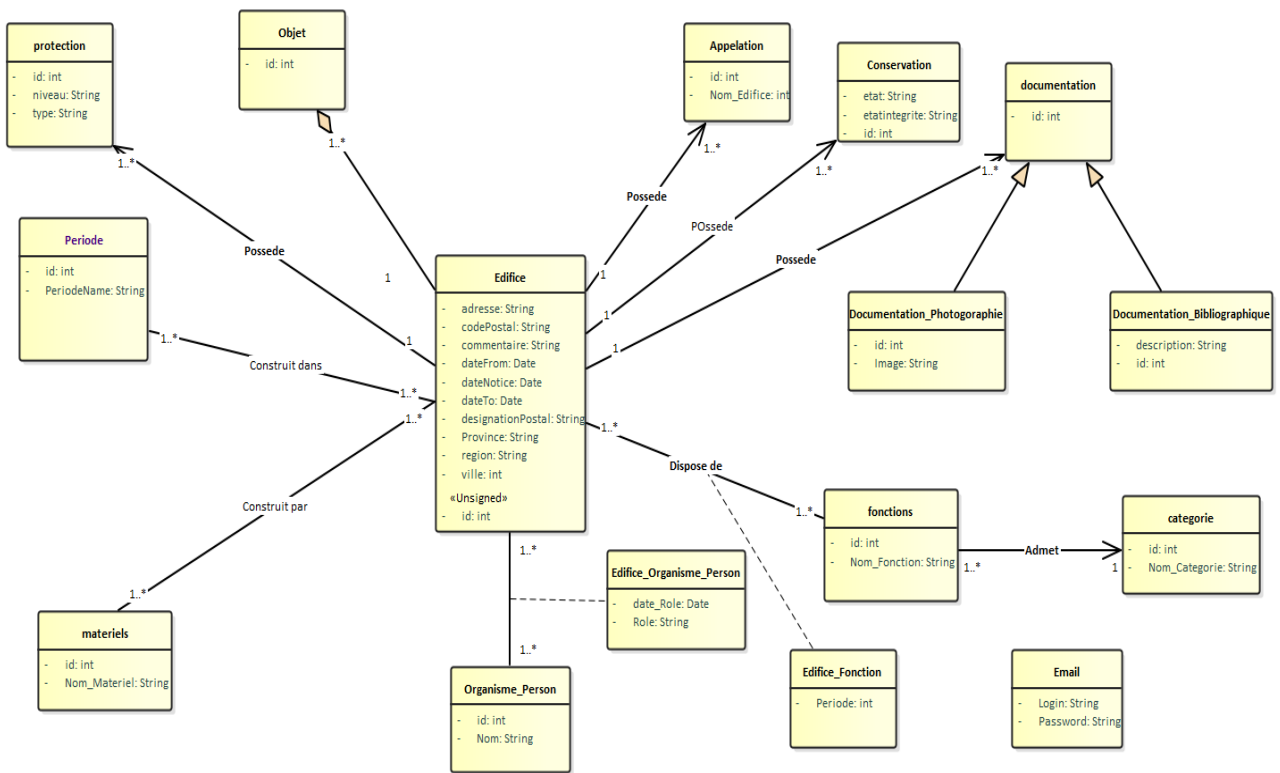 protection
- id: int
- niveau: String
- type: String
1..*
Objet
- id: int
1..*
Appelation
- id: int
- Nom_Edifice: int
1..*
Conservation
- etat: String
- etatintegrite: String
- id: int
1..*
documentation
- id: int
1..*
Possede
POssede
Possede
Possede
1
1
1
1
1
Periode
- id: int
- PeriodeName: String
1..*
Construit dans
1..*
Edifice
- adresse: String
- codePostal: String
- commentaire: String
- dateFrom: Date
- dateNotice: Date
- dateTo: Date
- designationPostal: String
- Province: String
- region: String
- ville: int
«Unsigned»
- id: int
Documentation_Photogoraphie
- id: int
- Image: String
Documentation_Bibliographique
- description: String
- id: int
1..*
Construit par
1..*
materiels
- id: int
- Nom_Materiel: String
1..*
Dispose de
1..*
fonctions
- id: int
- Nom_Fonction: String
1..*
Admet
1
categorie
- id: int
- Nom_Categorie: String
1..*
Edifice_Organisme_Person
- date_Role: Date
- Role: String
1..*
Organisme_Person
- id: int
- Nom: String
Edifice_Fonction
- Periode: int
Email
- Login: String
- Password: String